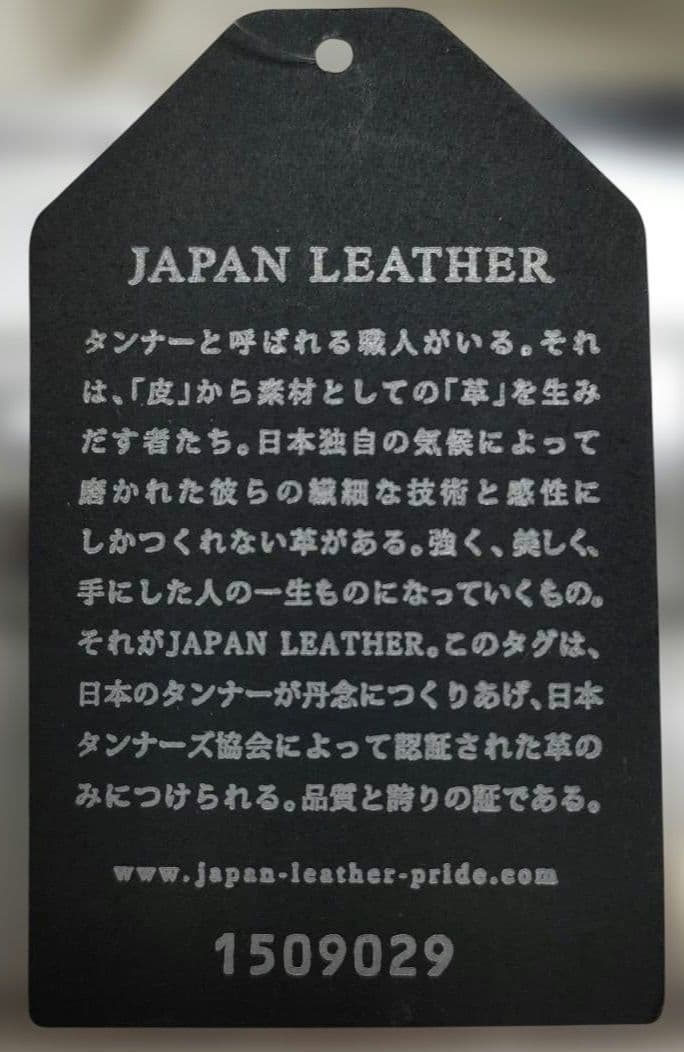 JAPAN LEATHER
タンナーと呼ばれる職人がいる。それ
は、「皮」から素材としての「革」を生み
だす者たち。日本独自の気候によって
磨かれた彼らの繊細な技術と感性に
しかつくれない革がある。強く、美しく、
手にした人の一生ものになっていくもの。
それがJAPAN LEATHER。このタグは、
日本のタンナーが丹念につくりあげ、日本
タンナーズ協会によって認証された革の
みにつけられる。品質と誇りの証である。
www.japan-leather-pride.com
1509029